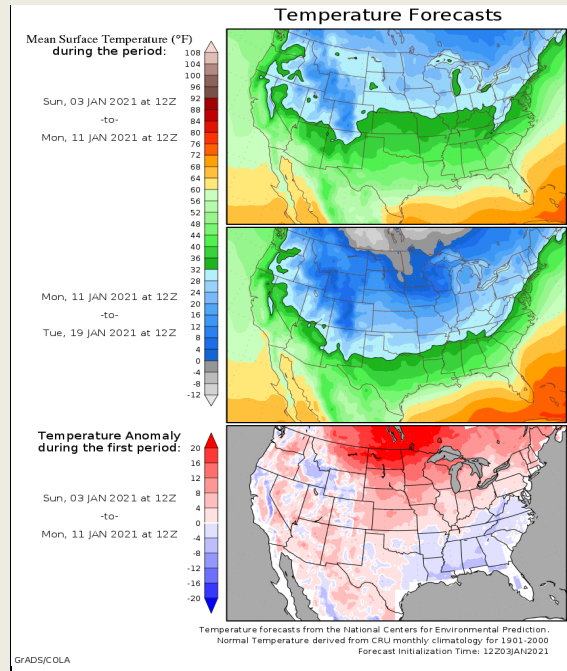 Temperature Forecasts
Mean Surface Temperature (°F)
during the period:
108
104
100
96
92
88
84
80
76
72
68
64
60
56
52
48
44
40
36
32
28
24
20
16
12
8
4
0
-4
-8
-12
Sun, 03 JAN 2021 at 12Z
-to-
Mon, 11 JAN 2021 at 12Z
Mon, 11 JAN 2021 at 12Z
-to-
Tue, 19 JAN 2021 at 12Z
Temperature Anomaly
during the first period:
20
16
12
8
4
0
-4
-8
-12
-16
-20
Sun, 03 JAN 2021 at 12Z
-to-
Mon, 11 JAN 2021 at 12Z
Temperature forecasts from the National Centers for Environmental Prediction.
Normal Temperature derived from CRU monthly climatology for 1901-2000
Forecast Initialization Time: 12Z03JAN2021
GrADS/COLA